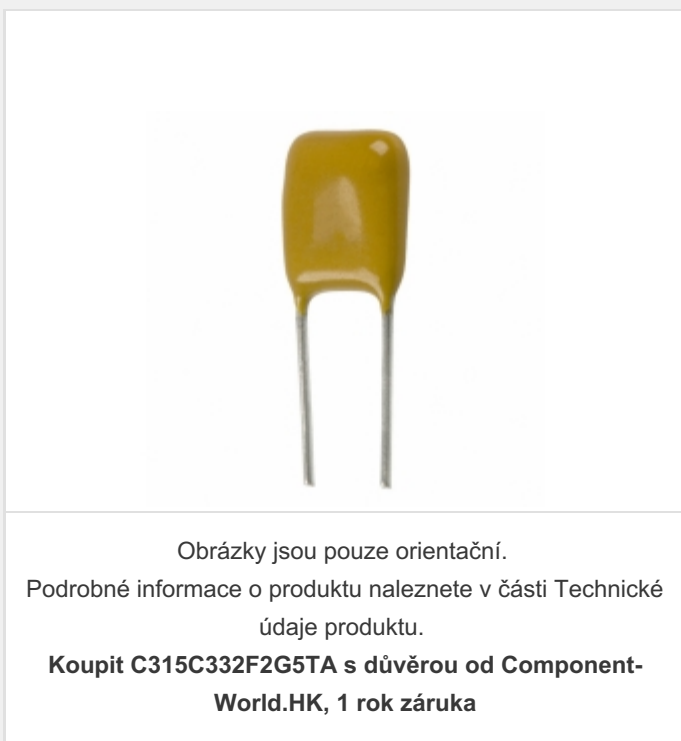 Obrázky jsou pouze orientační.
Podrobné informace o produktu naleznete v části Technické
údaje produktu.
Koupit C315C332F2G5TA s důvěrou od Component-
World.HK, 1 rok záruka